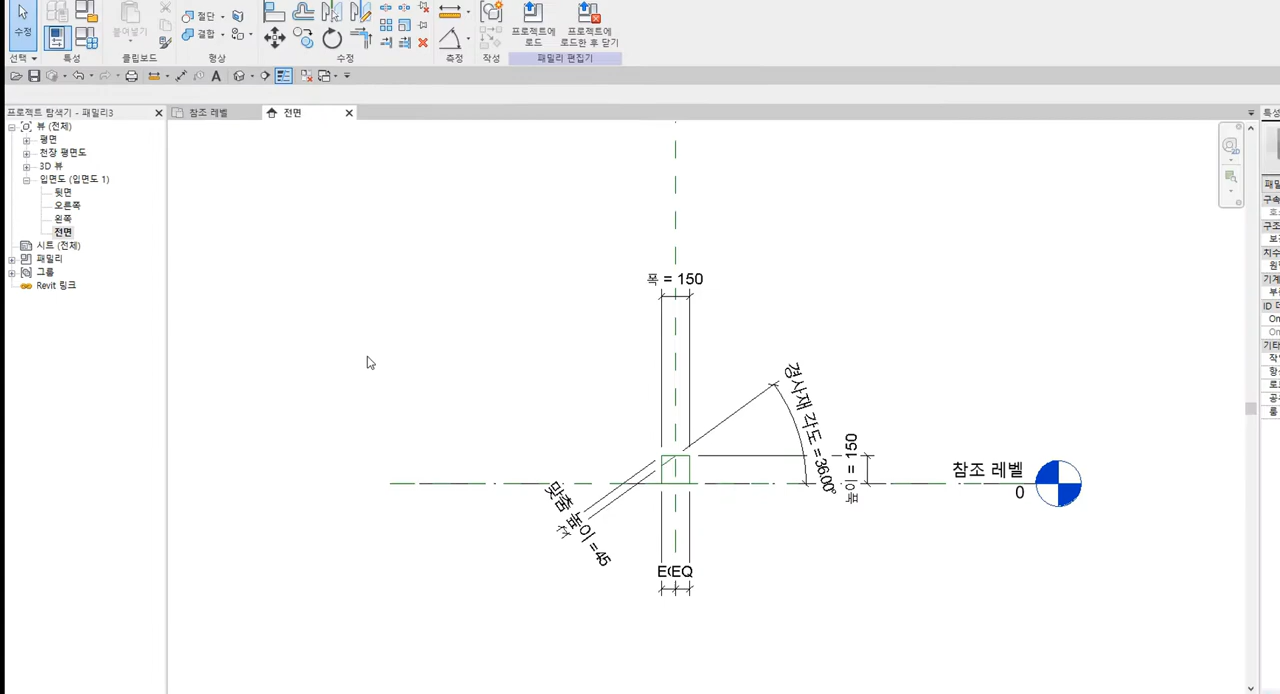 수정
절단
결합
붙여넣기
프로젝트에
로드
프로젝트에
로드한 후 닫기
선택
특성
클립보드
형상
수정
측정
작성
패밀리 편집기
프로젝트 탐색기 - 패밀리3
참조 레벨
전면
뷰 (전체)
평면
천장 평면도
3D 뷰
입면도 (입면도 1)
뒷면
오른쪽
왼쪽
전면
시트 (전체)
패밀리
그룹
Revit 링크
폭 = 150
경사재 각도 = 36.00°
높이 = 150
참조 레벨
0
맞춤 높이 = 45
EQ
2D
특성
ID